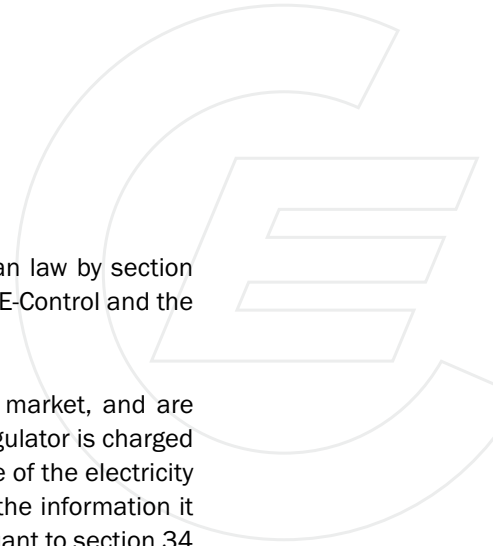 an law by section
E-Control and the
market, and are
gulator is charged
e of the electricity
the information it
ant to section 34